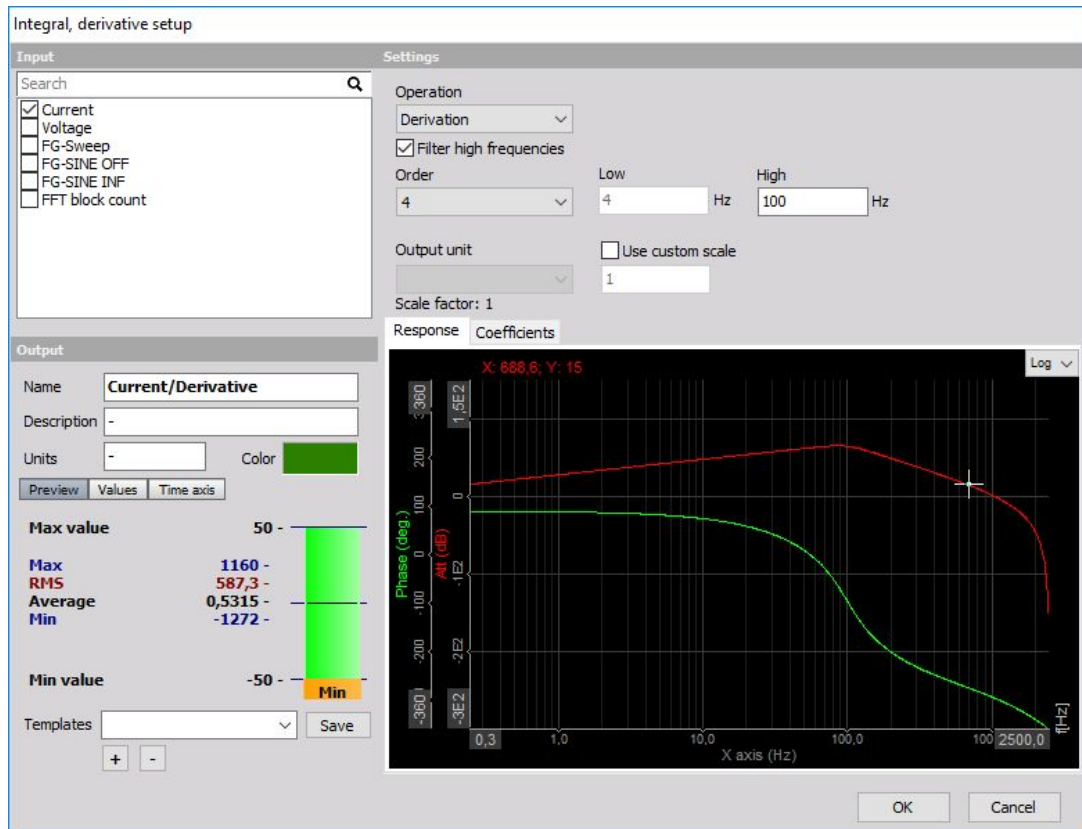 Integral, derivative setup
Input
Search
Current
Voltage
FG-Sweep
FG-SINE OFF
FG-SINE INF
FFT block count
Output
Name Current/Derivative
Description -
Units - Color
Preview Values Time axis
Max value 50 -
Max 1160 -
RMS 587,3 -
Average 0,5315 -
Min -1272 -
Min value -50 -
Min
Templates Save
+ -
Settings
Operation
Derivation
Filter high frequencies
Order Low High
4 4 Hz 100 Hz
Output unit Use custom scale
1
Scale factor: 1
Response Coefficients
X: 688,6; Y: 15
Log
360 200 100 0 100 -200 -360
Phase (deg.)
1,5E2 0 -1E2 -2E2 -3E2
Att (dB)
0,3 1,0 10,0 100,0 100 2500,0
f[Hz]
X axis (Hz)
OK Cancel